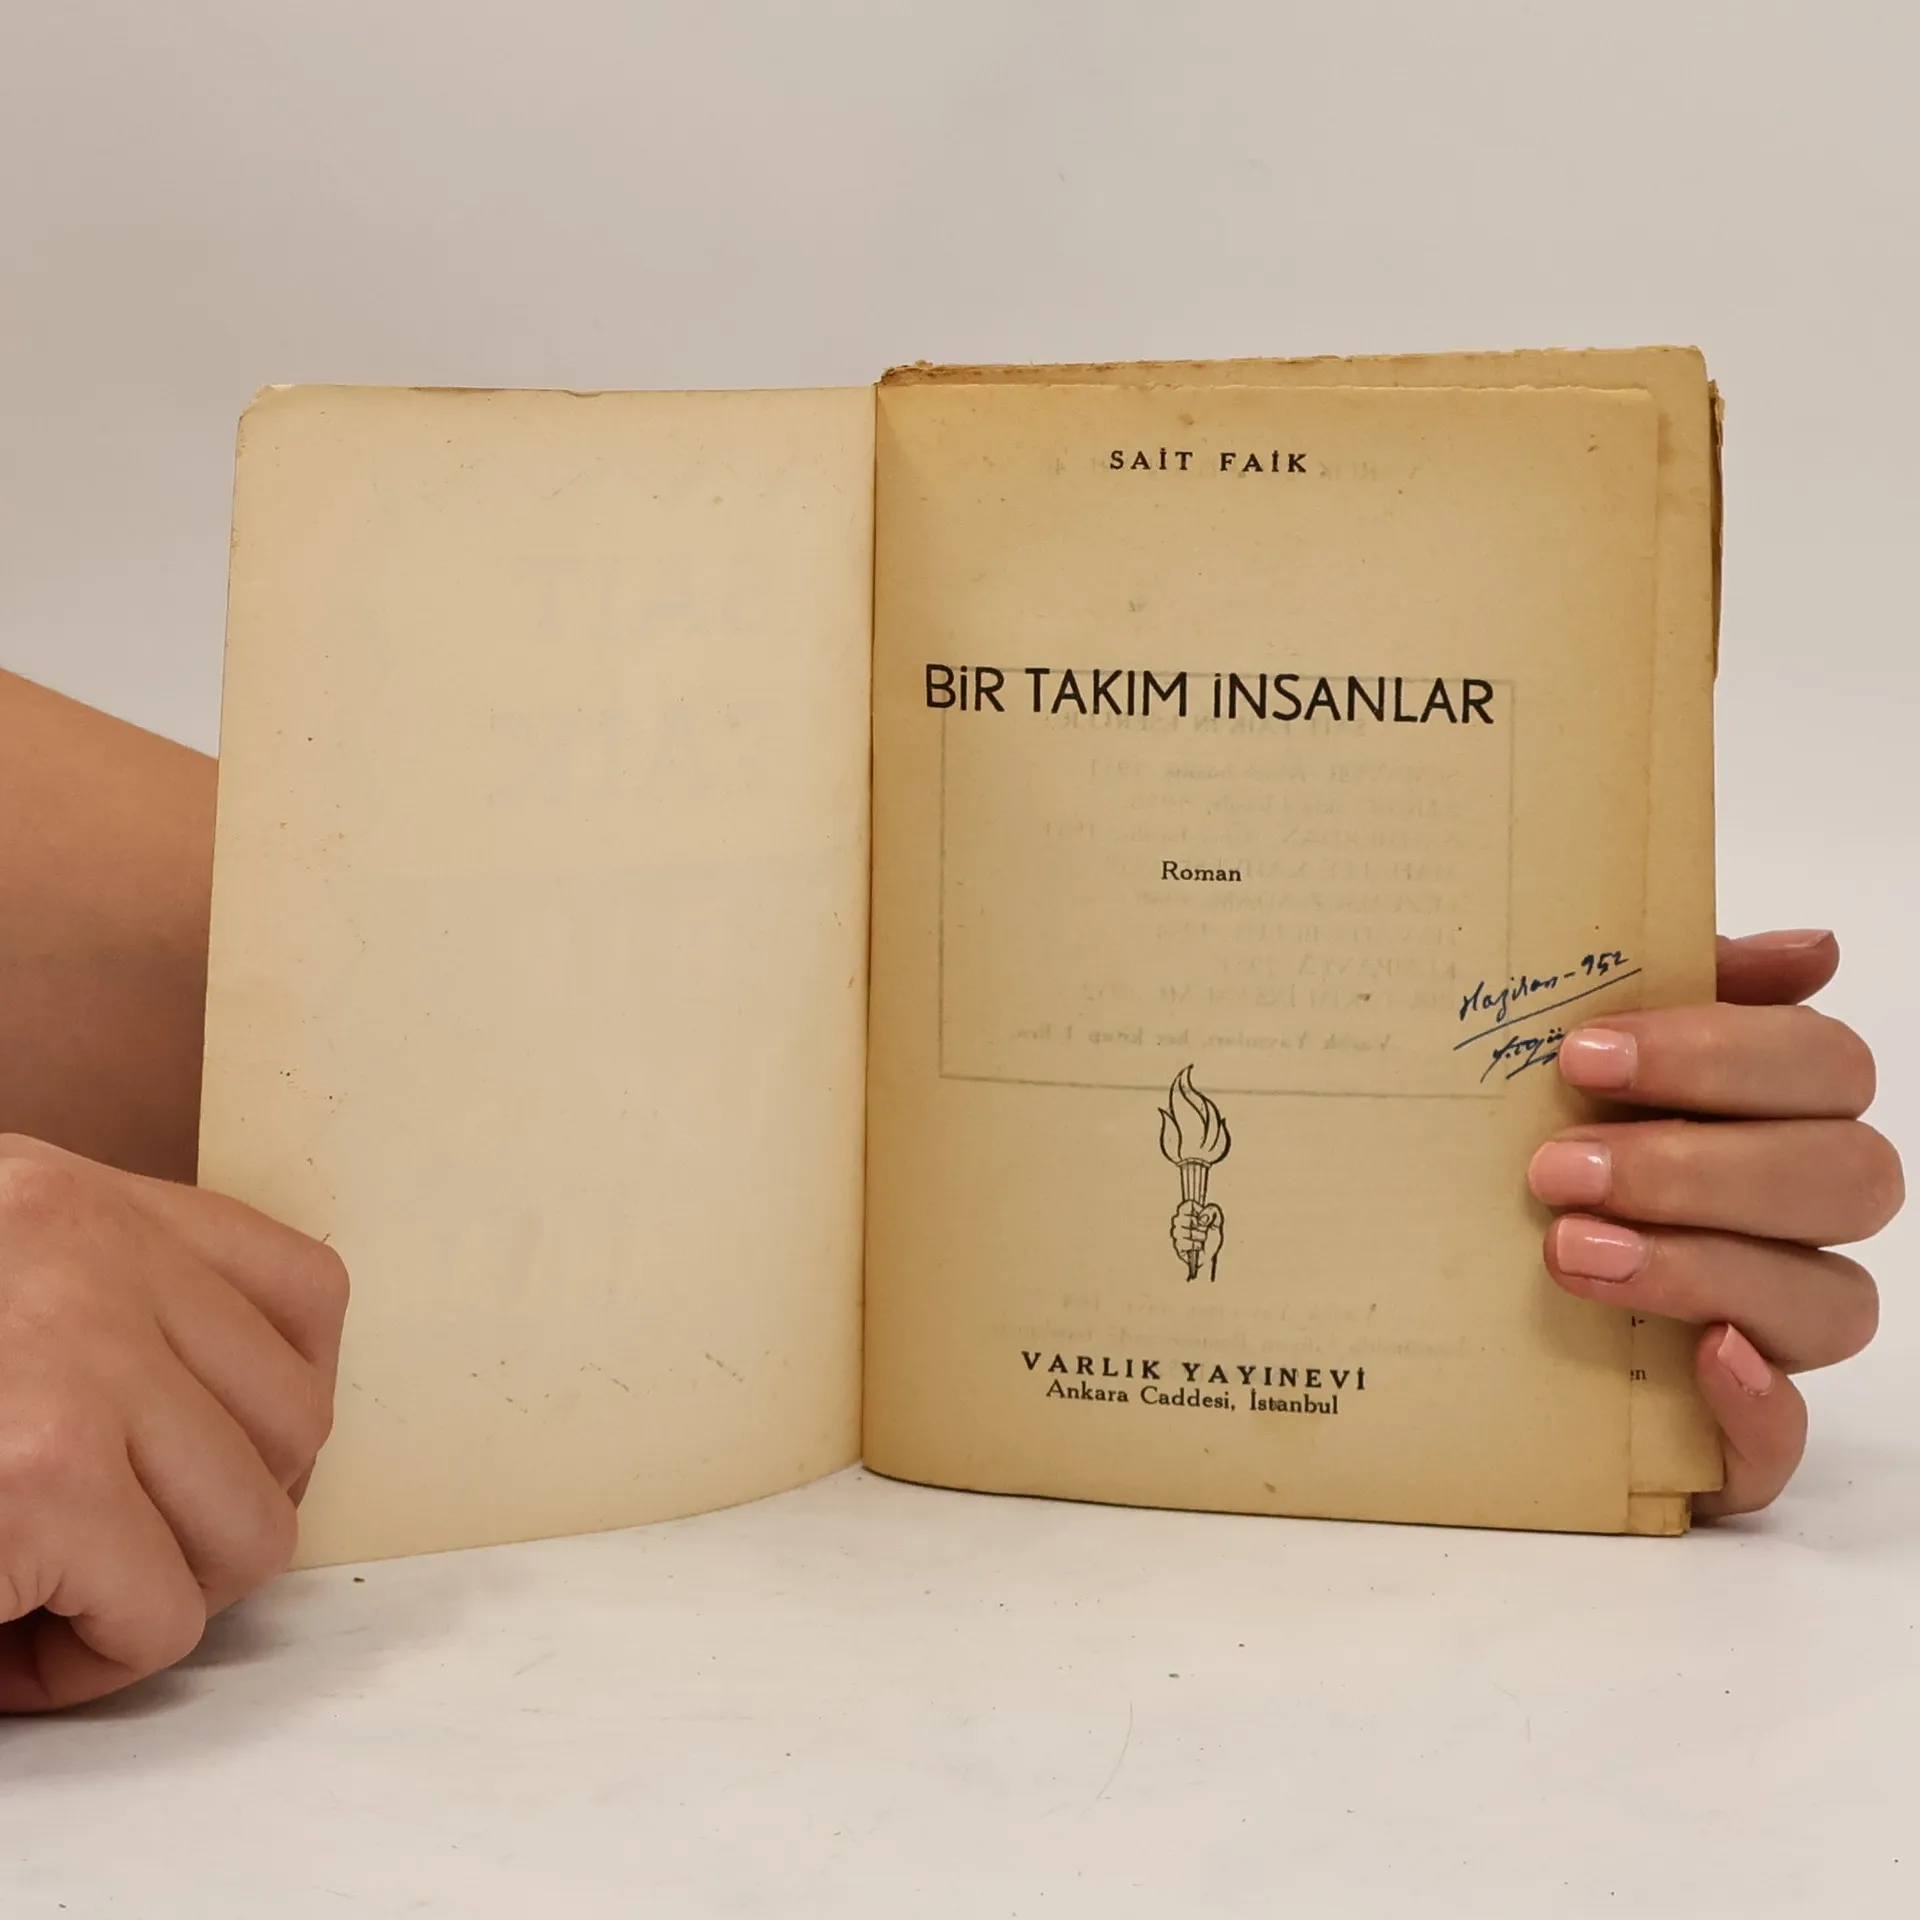 SAİT FAİK
BİR TAKIM İNSANLAR
Roman
Haziran-952
VARLIK YAYINEVİ
Ankara Caddesi, İstanbul